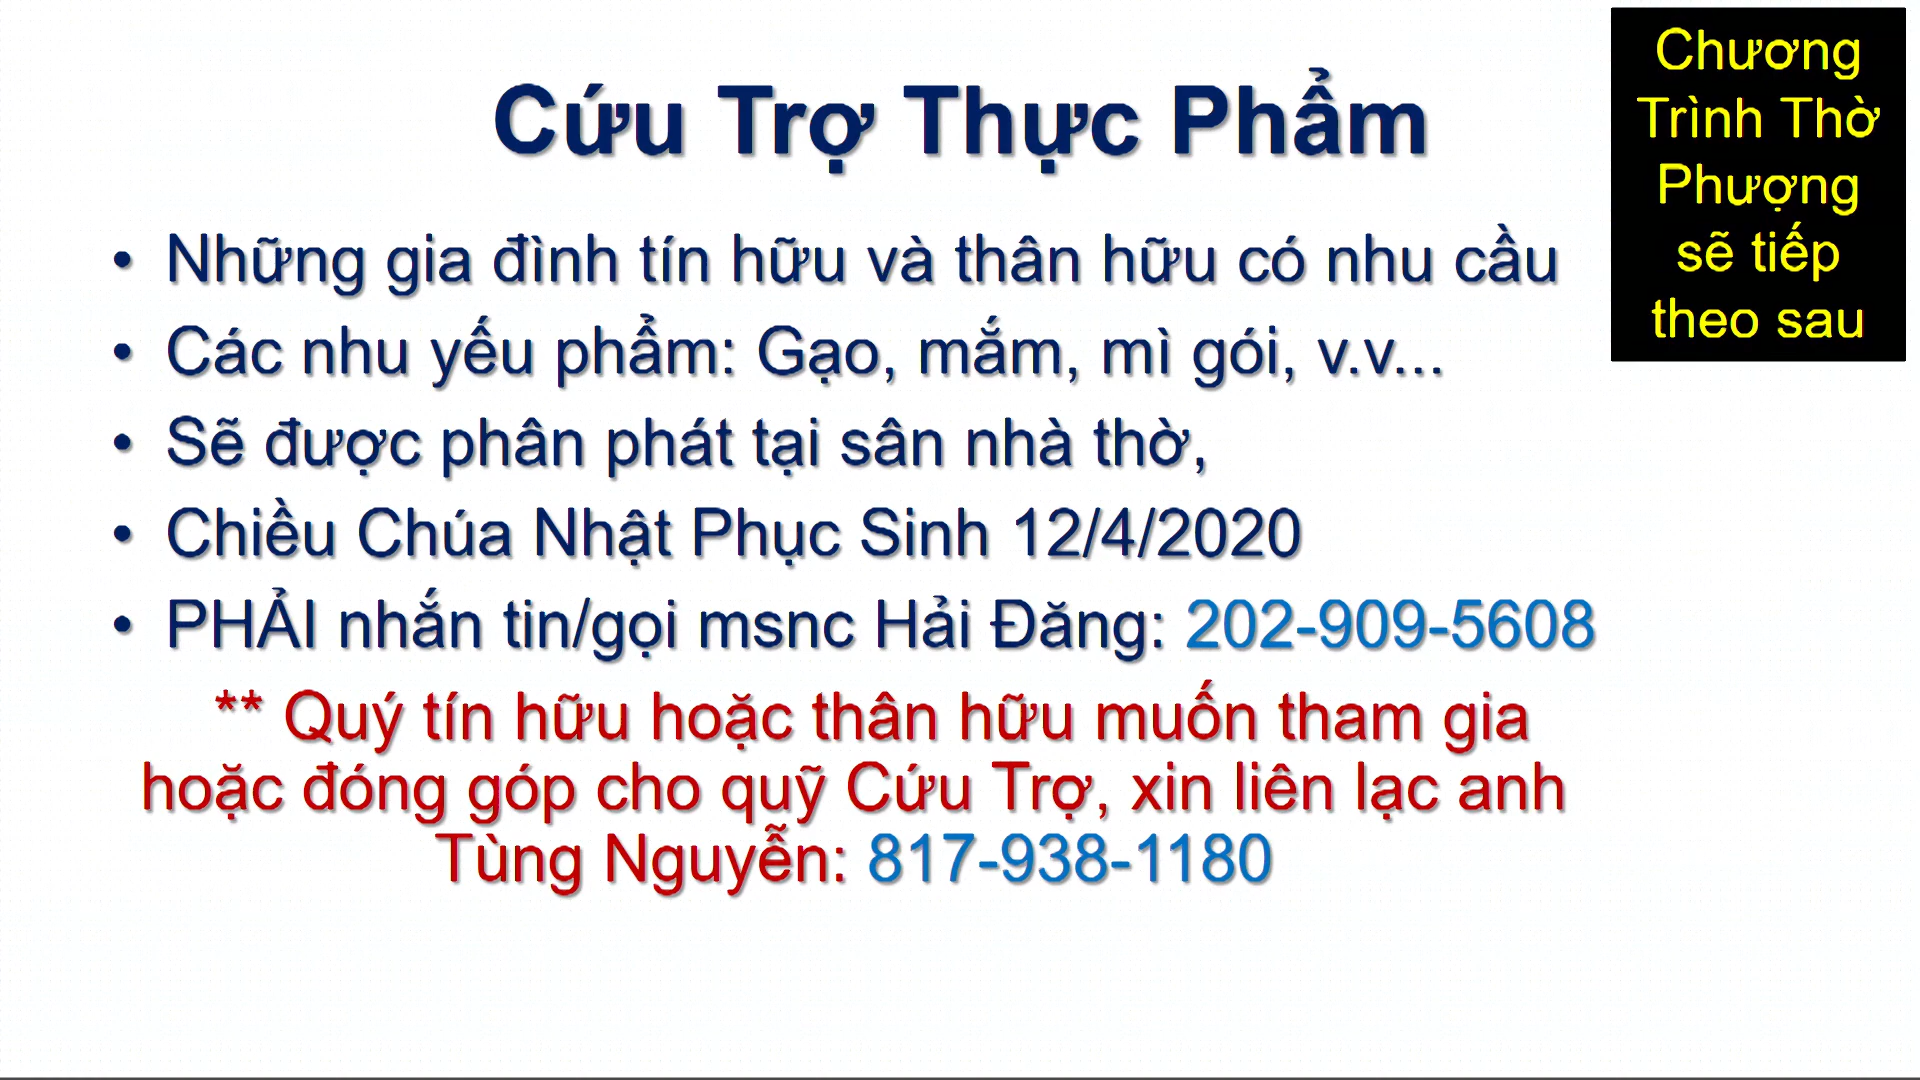 Cứu Trợ Thực Phẩm
• Những gia đình tín hữu và thân hữu có nhu cầu
• Các nhu yếu phẩm: Gạo, mắm, mì gói, v.v...
• Sẽ được phân phát tại sân nhà thờ,
• Chiều Chúa Nhật Phục Sinh 12/4/2020
• PHẢI nhắn tin/gọi msnc Hải Đăng: 202-909-5608
** Quý tín hữu hoặc thân hữu muốn tham gia
hoặc đóng góp cho quỹ Cứu Trợ, xin liên lạc anh
Tùng Nguyễn: 817-938-1180
Chương
Trình Thờ
Phượng
sẽ tiếp
theo sau